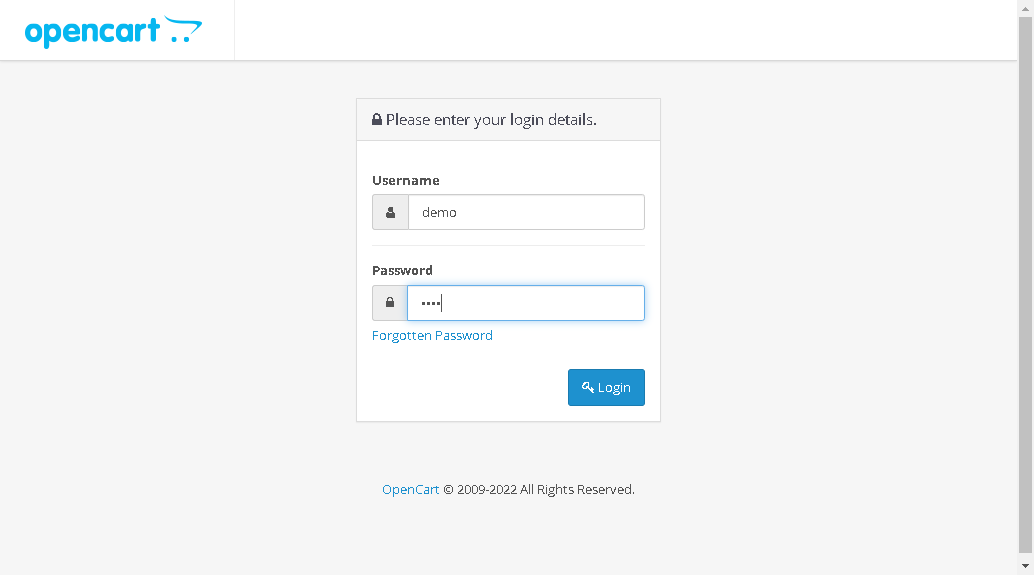 opencart
Please enter your login details.
Username
demo
Password
••••
Forgotten Password
Login
OpenCart © 2009-2022 All Rights Reserved.